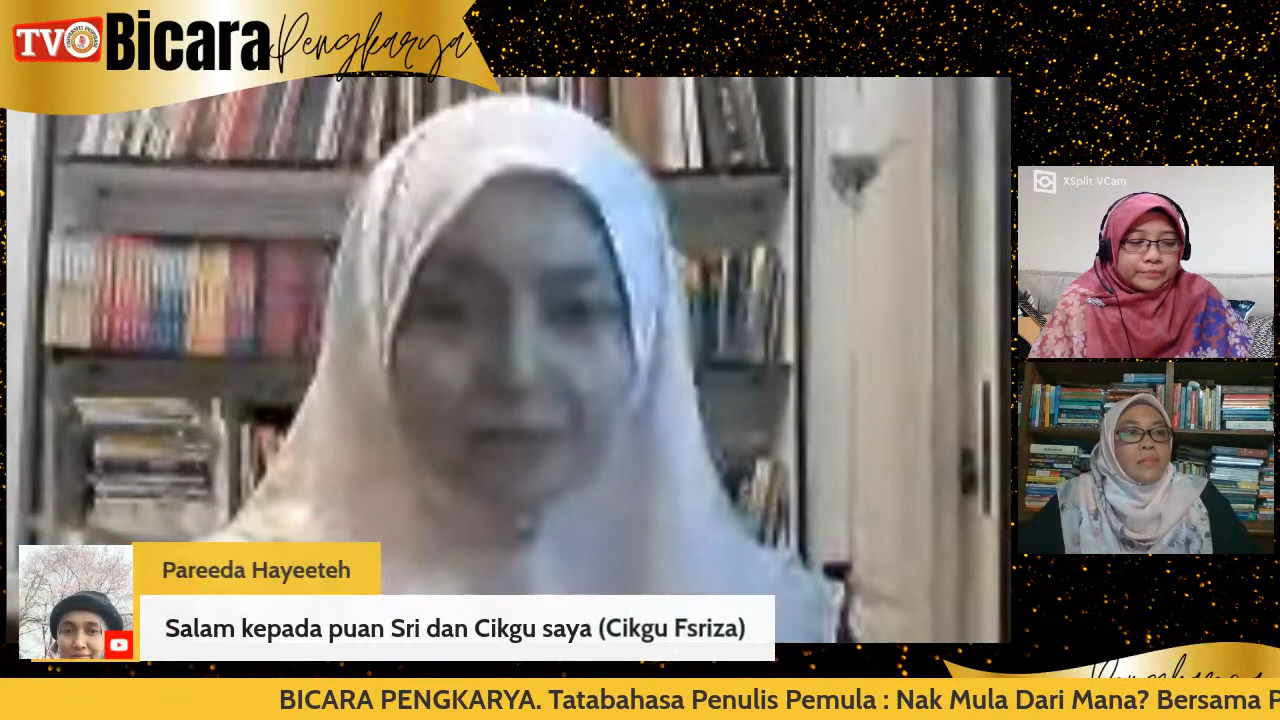 TVO Bicara Pengkarya
XSplit VCam
Pareeda Hayeeteh
Salam kepada puan Sri dan Cikgu saya (Cikgu Fsriza)
BICARA PENGKARYA. Tatabahasa Penulis Pemula : Nak Mula Dari Mana? Bersama P